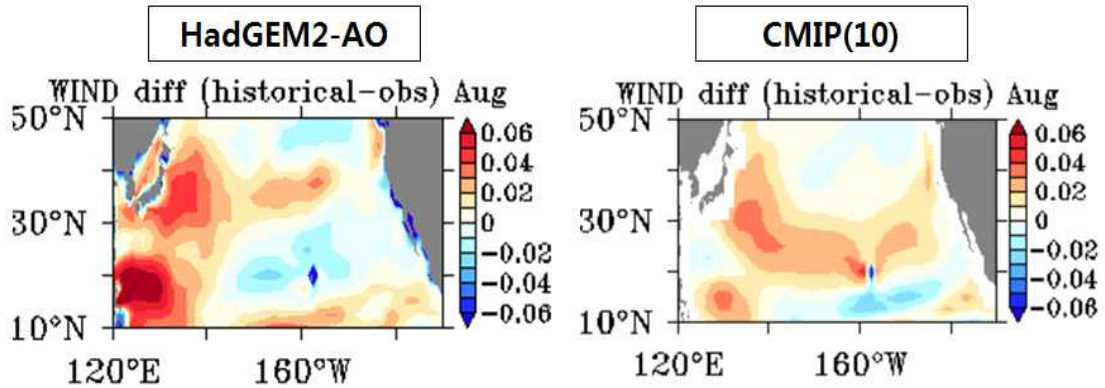 HadGEM2-AO
CMIP(10)
WIND diff (historical-obs) Aug
50°N
30°N
10°N
120°E
160°W
0.06
0.04
0.02
0
-0.02
-0.04
-0.06
WIND diff (historical-obs) Aug
50°N
30°N
10°N
120°E
160°W
0.06
0.04
0.02
0
-0.02
-0.04
-0.06